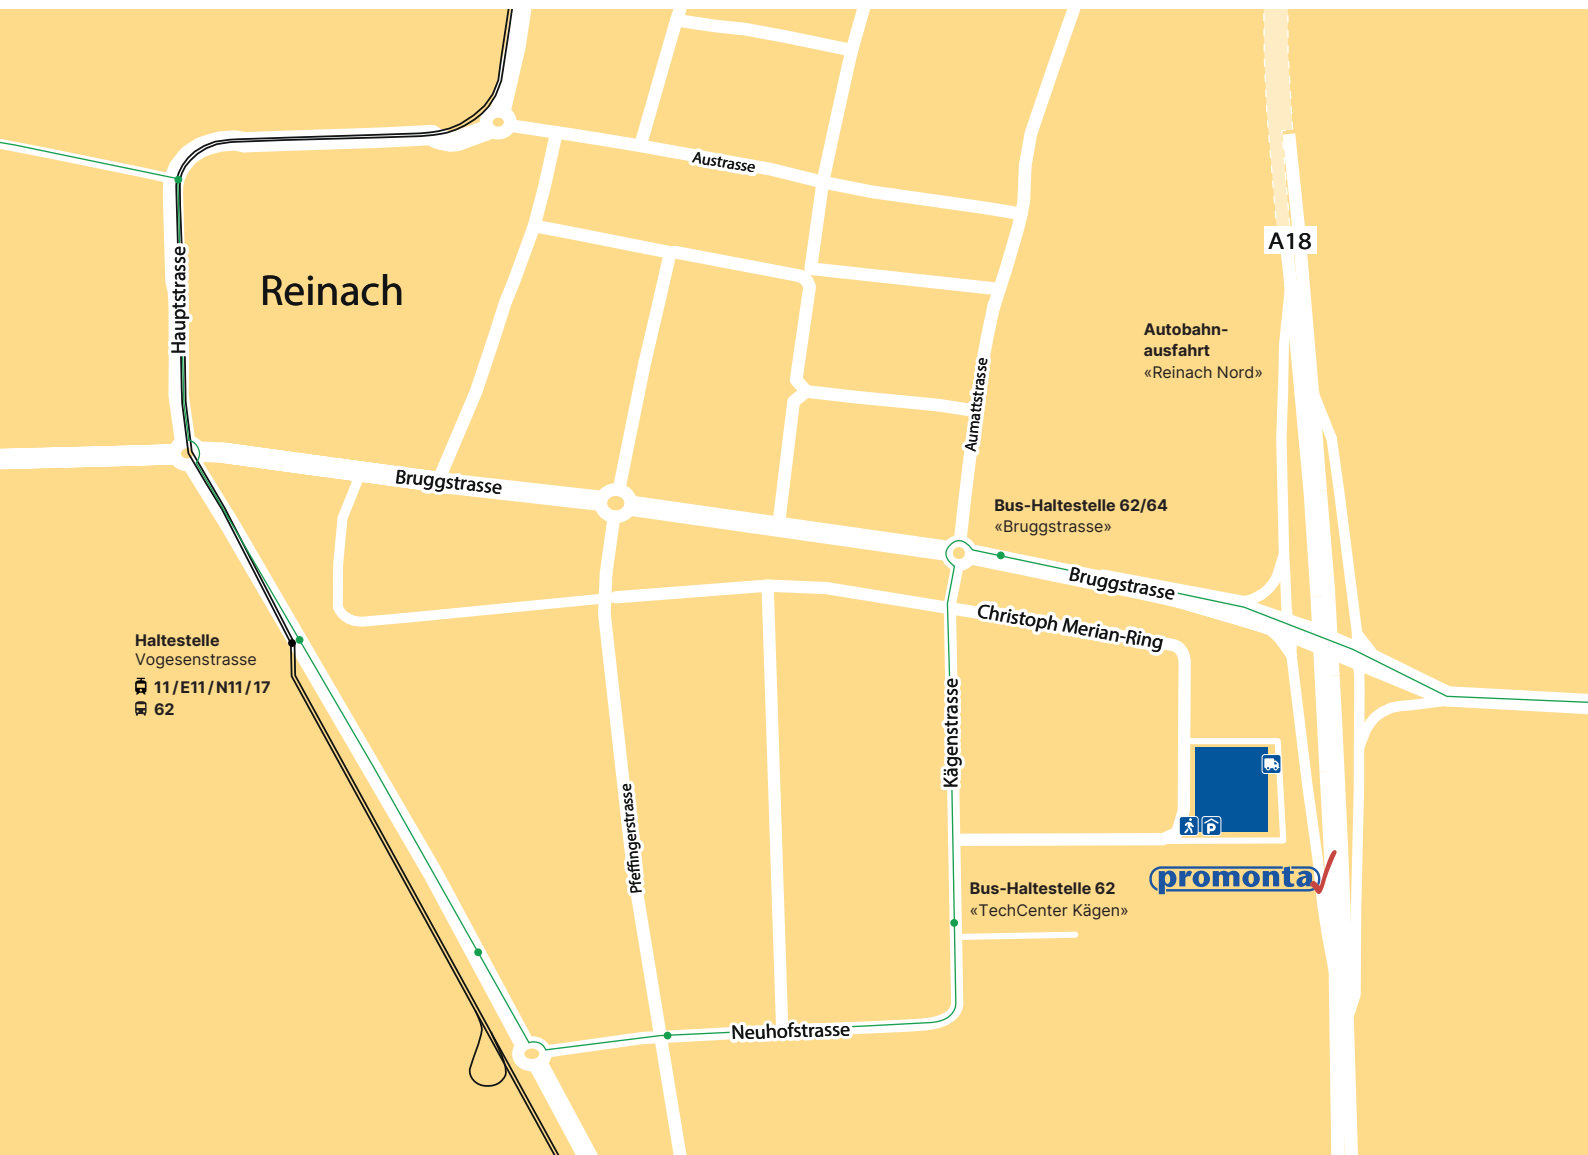 Austrasse
A18
Hauptstrasse
Reinach
Autobahn-
ausfahrt
«Reinach Nord»
Aumattstrasse
Bruggstrasse
Bus-Haltestelle 62/64
«Bruggstrasse»
Bruggstrasse
Christoph Merian-Ring
Haltestelle
Vogesenstrasse
11/E11/N11/17
62
Kägenstrasse
Pfeffingerstrasse
P
promonta
Bus-Haltestelle 62
«TechCenter Kägen»
Neuhofstrasse